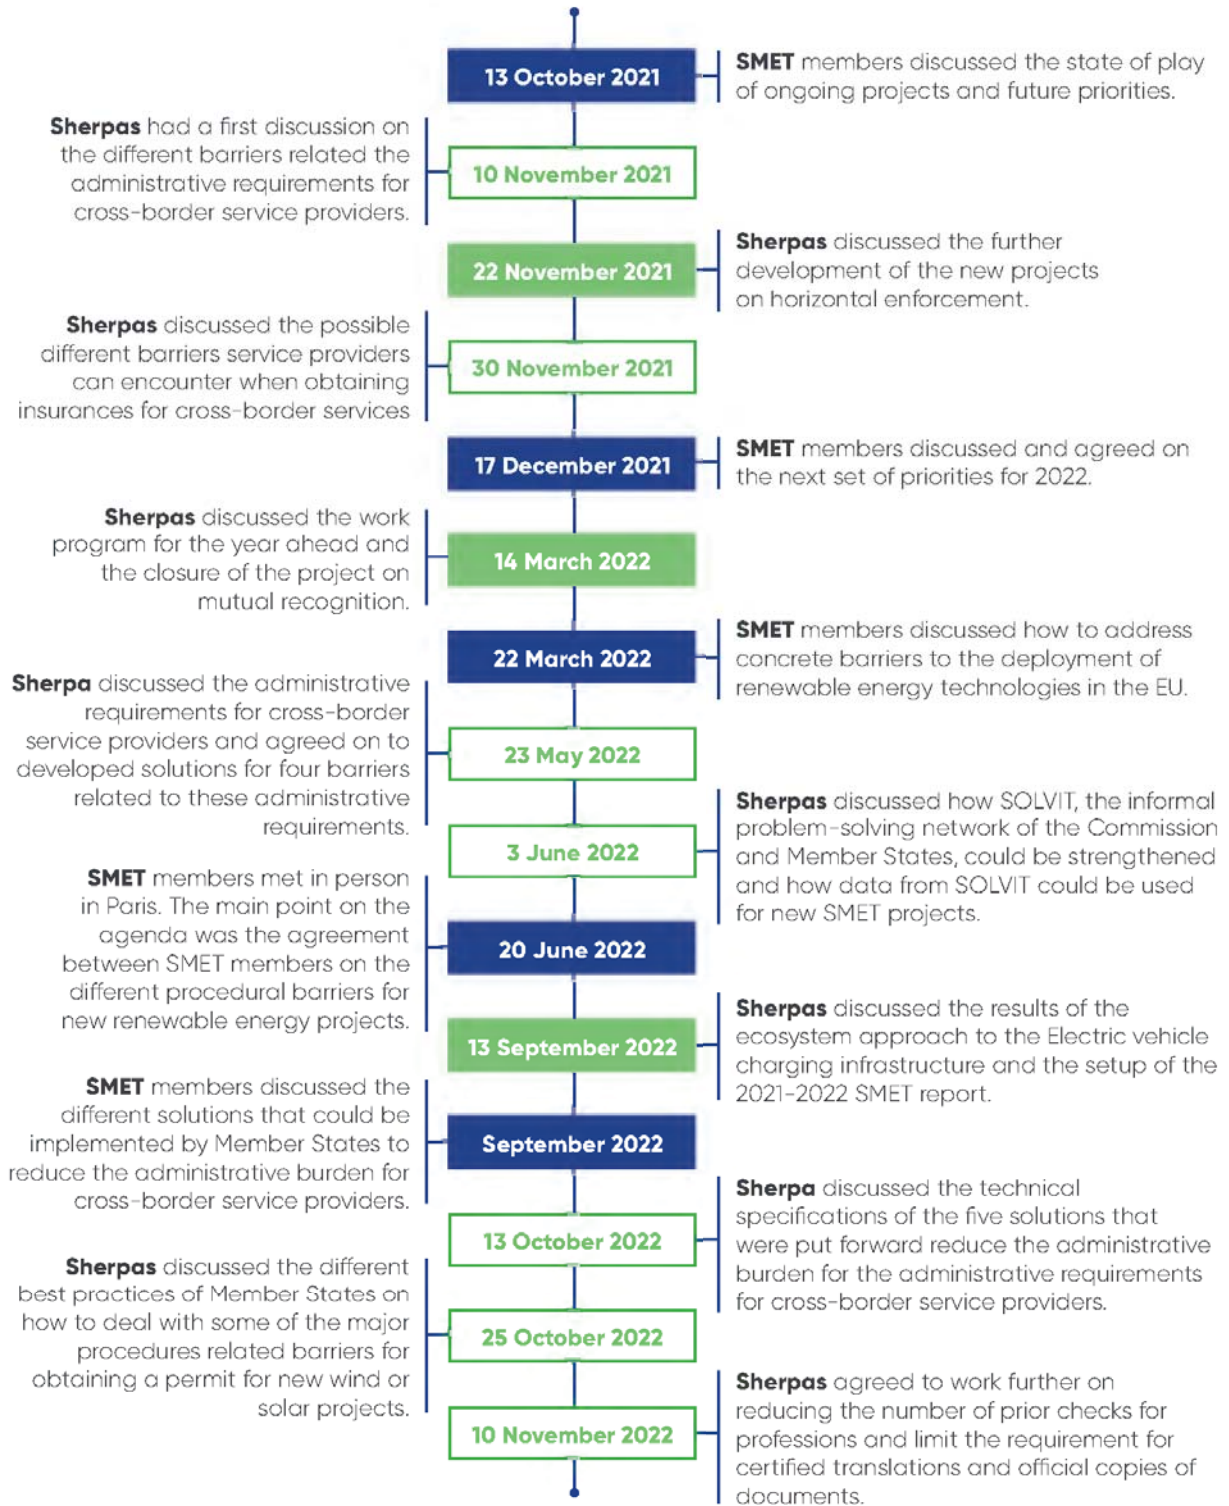 13 October 2021
SMET members discussed the state of play
of ongoing projects and future priorities.
Sherpas had a first discussion on
the different barriers related the
administrative requirements for
cross-border service providers.
10 November 2021
22 November 2021
Sherpas discussed the further
development of the new projects
on horizontal enforcement.
Sherpas discussed the possible
different barriers service providers
can encounter when obtaining
insurances for cross-border services
30 November 2021
17 December 2021
SMET members discussed and agreed on
the next set of priorities for 2022.
Sherpas discussed the work
program for the year ahead and
the closure of the project on
mutual recognition.
14 March 2022
22 March 2022
SMET members discussed how to address
concrete barriers to the deployment of
renewable energy technologies in the EU.
Sherpa discussed the administrative
requirements for cross-border
service providers and agreed on to
developed solutions for four barriers
related to these administrative
requirements.
23 May 2022
3 June 2022
Sherpas discussed how SOLVIT, the informal
problem-solving network of the Commission
and Member States, could be strengthened
and how data from SOLVIT could be used
for new SMET projects.
SMET members met in person
in Paris. The main point on the
agenda was the agreement
between SMET members on the
different procedural barriers for
new renewable energy projects.
20 June 2022
13 September 2022
Sherpas discussed the results of the
ecosystem approach to the Electric vehicle
charging infrastructure and the setup of the
2021-2022 SMET report.
SMET members discussed the
different solutions that could be
implemented by Member States to
reduce the administrative burden for
cross-border service providers.
September 2022
13 October 2022
Sherpa discussed the technical
specifications of the five solutions that
were put forward reduce the administrative
burden for the administrative requirements
for cross-border service providers.
Sherpas discussed the different
best practices of Member States on
how to deal with some of the major
procedures related barriers for
obtaining a permit for new wind or
solar projects.
25 October 2022
10 November 2022
Sherpas agreed to work further on
reducing the number of prior checks for
professions and limit the requirement for
certified translations and official copies of
documents.